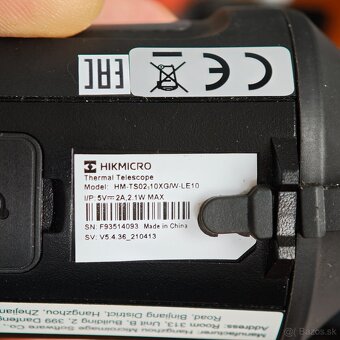 EAC
CE
HIKMICRO
Thermal Telescope
Model: HM-TS02-10XG/W-LE10
I/P: 5V⎓2A, 2.1W MAX
SN: F93514093 Made in China
SV: V5.4.36_210413
Manufacturer: Hangzhou Microimage Software Co.,
Address: Room 313, Unit B, Building 2, 399 Danfeng
Road, Binjiang District, Hangzhou, Zhejiang
Bazos.sk